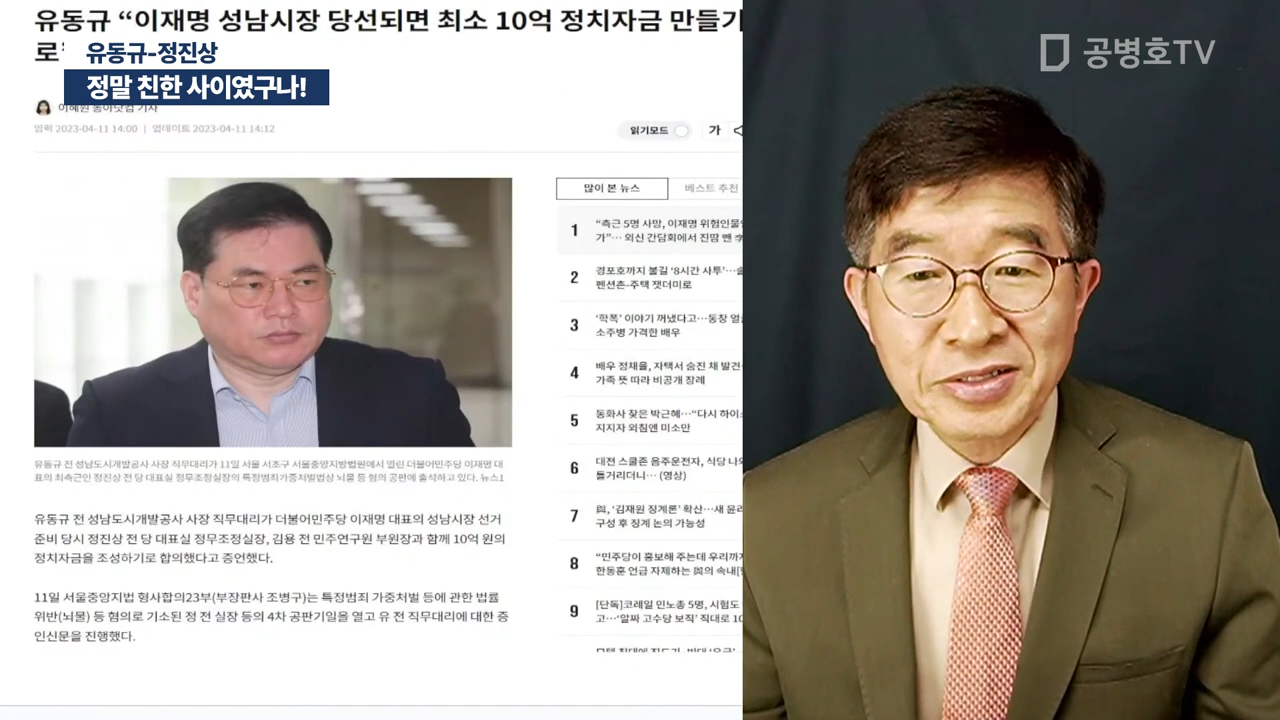 유동규 “이재명 성남시장 당선되면 최소 10억 정치자금 만들기
로
유동규-정진상
정말 친한 사이였구나!
이혜원 동아닷컴 기자
입력 2023-04-11 14:00 | 업데이트 2023-04-11 14:12
읽기모드
가
공병호TV
유동규 전 성남도시개발공사 사장 직무대리가 11일 서울 서초구 서울중앙지방법원에서 열린 더불어민주당 이재명 대
표의 최측근인 정진상 전 당 대표실 정무조정실장의 특정범죄가중처벌법상 뇌물 등 혐의 공판에 출석하고 있다. 뉴스1
유동규 전 성남도시개발공사 사장 직무대리가 더불어민주당 이재명 대표의 성남시장 선거
준비 당시 정진상 전 당 대표실 정무조정실장, 김용 전 민주연구원 부원장과 함께 10억 원의
정치자금을 조성하기로 합의했다고 증언했다.
11일 서울중앙지법 형사합의23부(부장판사 조병구)는 특정범죄 가중처벌 등에 관한 법률
위반(뇌물) 등 혐의로 기소된 정 전 실장 등의 4차 공판기일을 열고 유 전 직무대리에 대한 증
인신문을 진행했다.
많이 본 뉴스
베스트 추천
1
“측근 5명 사망, 이재명 위험인물
가”… 외신 간담회에서 진땀 뺀 李
2
경포호까지 불길 ‘8시간 사투’…솔
펜션촌-주택 잿더미로
3
‘학폭’ 이야기 꺼냈다고…동창 얼
소주병 가격한 배우
4
배우 정채율, 자택서 숨진 채 발견
가족 뜻 따라 비공개 장례
5
동화사 찾은 박근혜…“다시 하이
지지자 외침엔 미소만
6
대전 스쿨존 음주운전자, 식당 나
틀거리더니… (영상)
7
與, ‘김재원 징계론’ 확산…새 윤리
구성 후 징계 논의 가능성
8
“민주당이 홍보해 주는데 우리까지
한동훈 언급 자제하는 與의 속내
9
[단독]코레일 민노총 5명, 시험도
고…‘알짜 고수당 보직’ 직대로 10